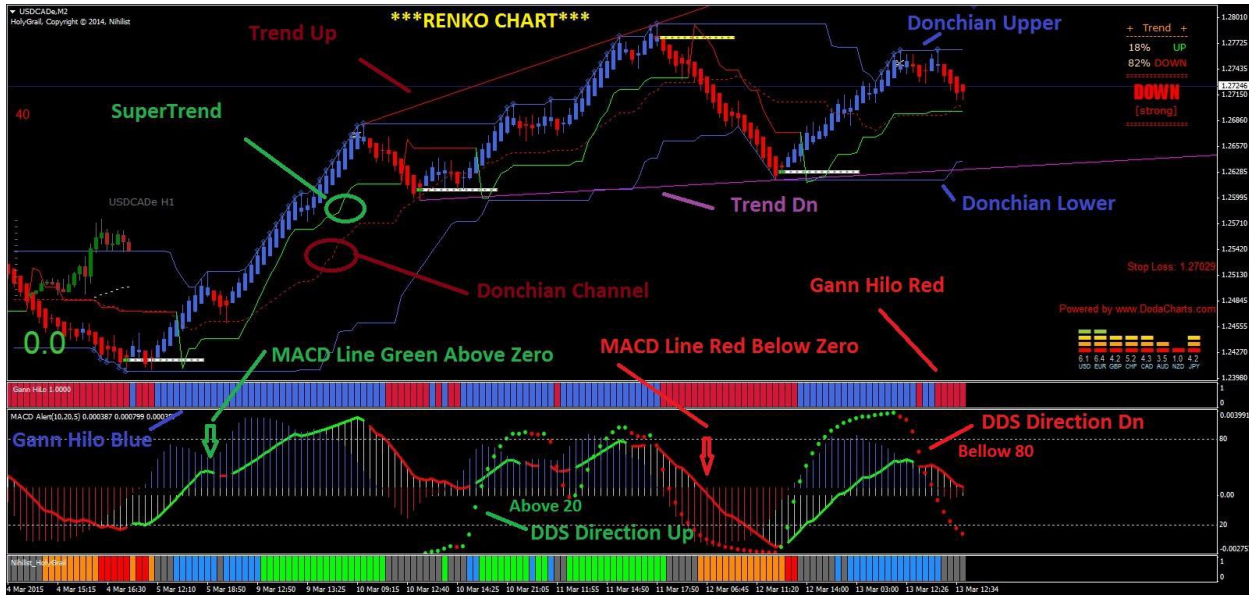 USDCADe,M2
HolyGrail, Copyright © 2014, Nihilist
***RENKO CHART***
Trend Up
Donchian Upper
+ Trend +
18% UP
82% DOWN
DOWN
[strong]
SuperTrend
40
USDCADe H1
Trend Dn
Donchian Lower
Donchian Channel
Gann Hilo Red
Stop Loss: 1.27029
Powered by www.DodaCharts.com
0.0
MACD Line Green Above Zero
MACD Line Red Below Zero
6.1 6.4 4.2 5.2 4.3 3.5 1.0 4.2
USD EUR GBP CHF CAD AUD NZD JPY
1.28010
1.27725
1.27435
1.27246
1.27150
1.26860
1.26570
1.26285
1.25995
1.25710
1.25420
1.25130
1.24845
1.24555
1.24270
1.23980
Gann HiLo 1.0000
1
0
MACD Alert(10,20,5) 0.000387 0.000799
Gann Hilo Blue
DDS Direction Dn
Bellow 80
Above 20
DDS Direction Up
0.003991
80
0.00
20
-0.00275
Nihilist_HolyGrail
1
0
4 Mar 2015
4 Mar 15:15
4 Mar 16:30
5 Mar 12:10
5 Mar 18:50
9 Mar 12:50
9 Mar 13:25
10 Mar 09:15
10 Mar 12:40
10 Mar 14:25
10 Mar 21:05
11 Mar 11:55
11 Mar 14:50
11 Mar 17:50
12 Mar 06:45
12 Mar 11:20
12 Mar 18:14
13 Mar 03:00
13 Mar 12:26
13 Mar 12:34